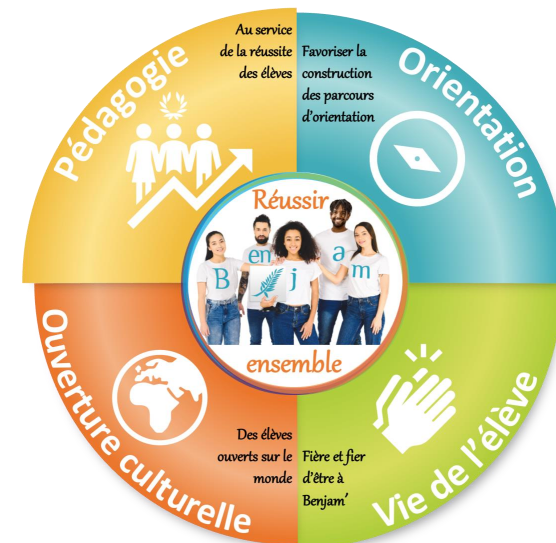 Pédagogie
Au service
de la réussite
des élèves
Favoriser la
construction
des parcours
d'orientation
Orientation
Réussir
B en j a m
ensemble
Ouverture culturelle
Des élèves
ouverts sur le
monde
Fière et fier
d'être à
Benjam'
Vie de l'élève